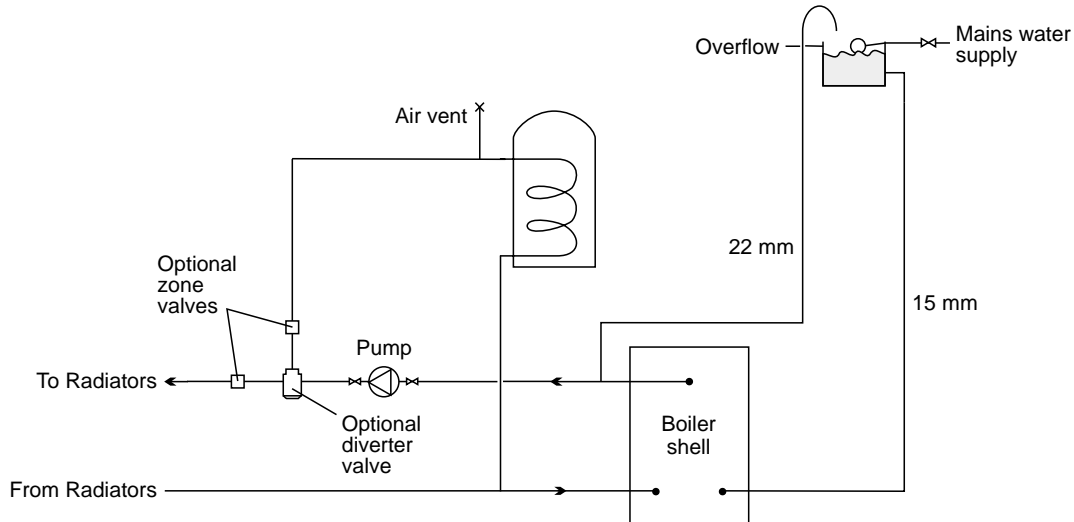 Overflow
Mains water
supply
Air vent
22 mm
Optional
zone
valves
15 mm
Pump
To Radiators
Optional
diverter
valve
Boiler
shell
From Radiators